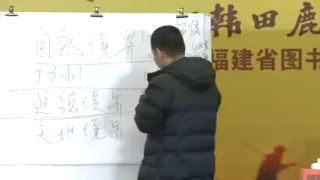 自然境界
功利
道德境界
天地境界
韩田鹿
福建省图书